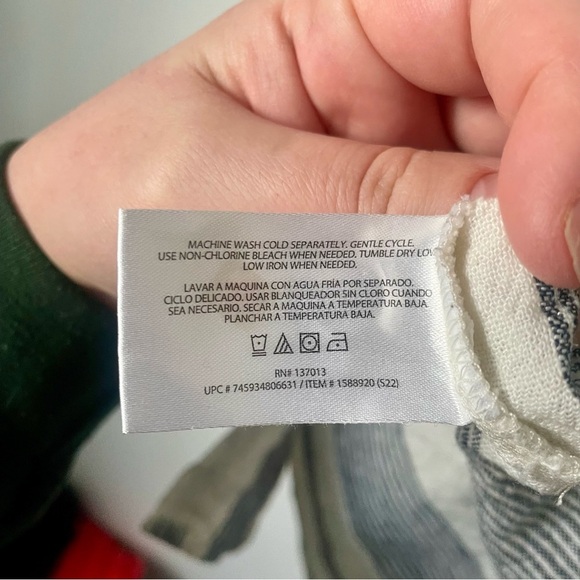 MACHINE WASH COLD SEPARATELY. GENTLE CYCLE.
USE NON-CHLORINE BLEACH WHEN NEEDED. TUMBLE DRY LOW
LOW IRON WHEN NEEDED.
LAVAR A MAQUINA CON AGUA FRÍA POR SEPARADO.
CICLO DELICADO. USAR BLANQUEADOR SIN CLORO CUANDO
SEA NECESARIO. SECAR A MAQUINA A TEMPERATURA BAJA.
PLANCHAR A TEMPERATURA BAJA.
RN# 137013
UPC # 745934806631 / ITEM # 1588920 (S22)